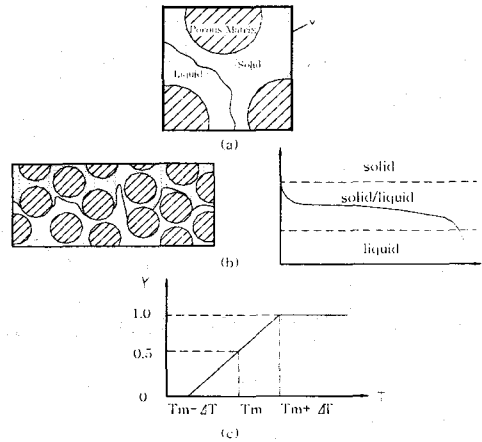 Porous Matrix
Solid
Liquid
(a)
solid
solid/liquid
liquid
(b)
γ
1.0
0.5
0
T
Tm-ΔT Tm Tm+ ΔT
(c)